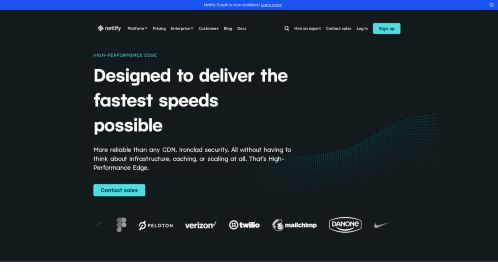 Netlify Graph is now available! Learn more
netlify Platform Pricing Enterprise Customers Blog Docs Hire an expert Contact sales Log in Sign up
HIGH-PERFORMANCE EDGE
Designed to deliver the
fastest speeds
possible
More reliable than any CDN. Ironclad security. All without having to
think about infrastructure, caching, or scaling at all. That's High-
Performance Edge.
Contact sales
PELOTON verizon twilio mailchimp DANONE